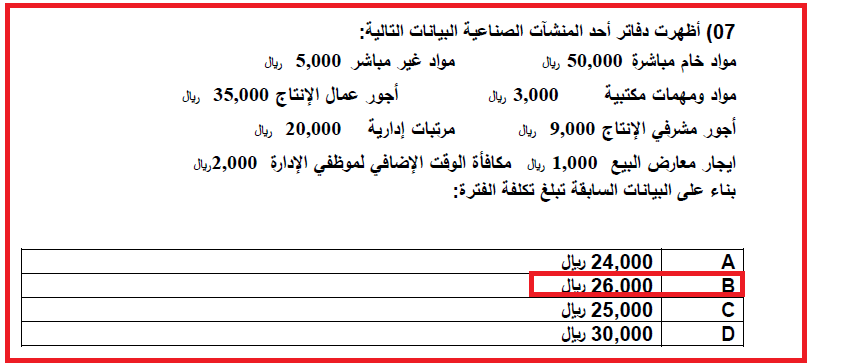 07) أظهرت دفاتر أحد المنشآت الصناعية البيانات التالية:
مواد خام مباشرة 50,000 ريال مواد غير مباشر 5,000 ريال
مواد ومهمات مكتبية 3,000 ريال أجور عمال الإنتاج 35,000 ريال
أجور مشرفي الإنتاج 9,000 ريال مرتبات إدارية 20,000 ريال
ايجار معارض البيع 1,000 ريال مكافأة الوقت الإضافي لموظفي الإدارة 2,000 ريال
بناء على البيانات السابقة تبلغ تكلفة الفترة:
A 24,000 ريال
B 26,000 ريال
C 25,000 ريال
D 30,000 ريال